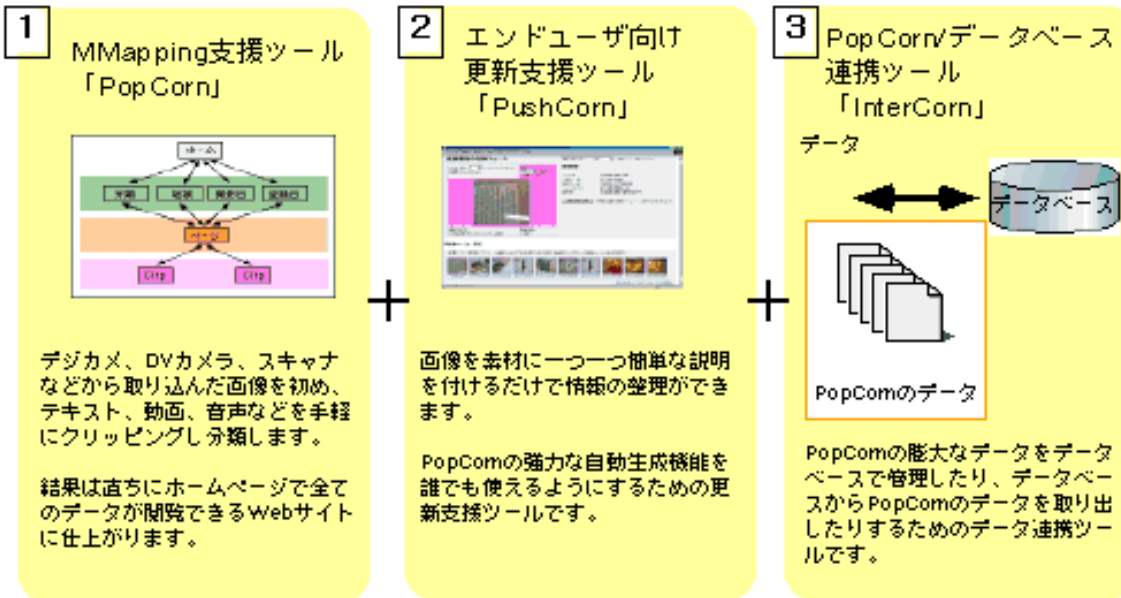 1
MMapping支援ツール
「PopCorn」
ホーム
分類
ページ
Clip
Clip
デジカメ、DVカメラ、スキャナ
などから取り込んだ画像を初め、
テキスト、動画、音声などを手軽
にクリッピングし分類します。
結果は直ちにホームページで全て
のデータが閲覧できるWebサイト
に仕上がります。
+
2
エンドユーザ向け
更新支援ツール
「PushCorn」
画像を素材に一つ一つ簡単な説明
を付けるだけで情報の整理ができ
ます。
PopComの強力な自動生成機能を
誰でも使えるようにするための更
新支援ツールです。
+
3
PopCorn/データベース
連携ツール
「InterCorn」
データ
データベース
PopComのデータ
PopComの膨大なデータをデータ
ベースで管理したり、データベー
スからPopComのデータを取り出
したりするためのデータ連携ツー
ルです。